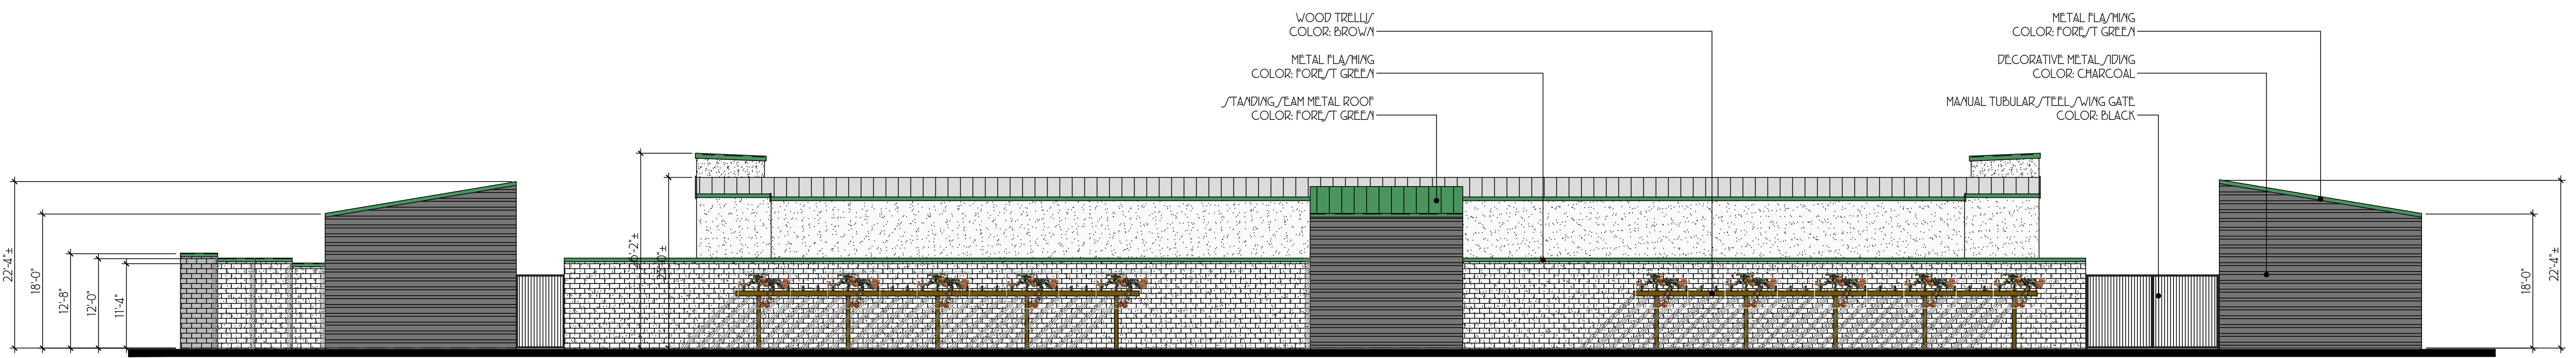 WOOD TRELLIS
COLOR: BROWN
METAL FLASHING
COLOR: FOREST GREEN
STANDING SEAM METAL ROOF
COLOR: FOREST GREEN
METAL FLASHING
COLOR: FOREST GREEN
DECORATIVE METAL SIDING
COLOR: CHARCOAL
MANUAL TUBULAR STEEL SWING GATE
COLOR: BLACK
22'-4"±
18'-0"
12'-8"
12'-0"
11'-4"
18'-0"
22'-4"±